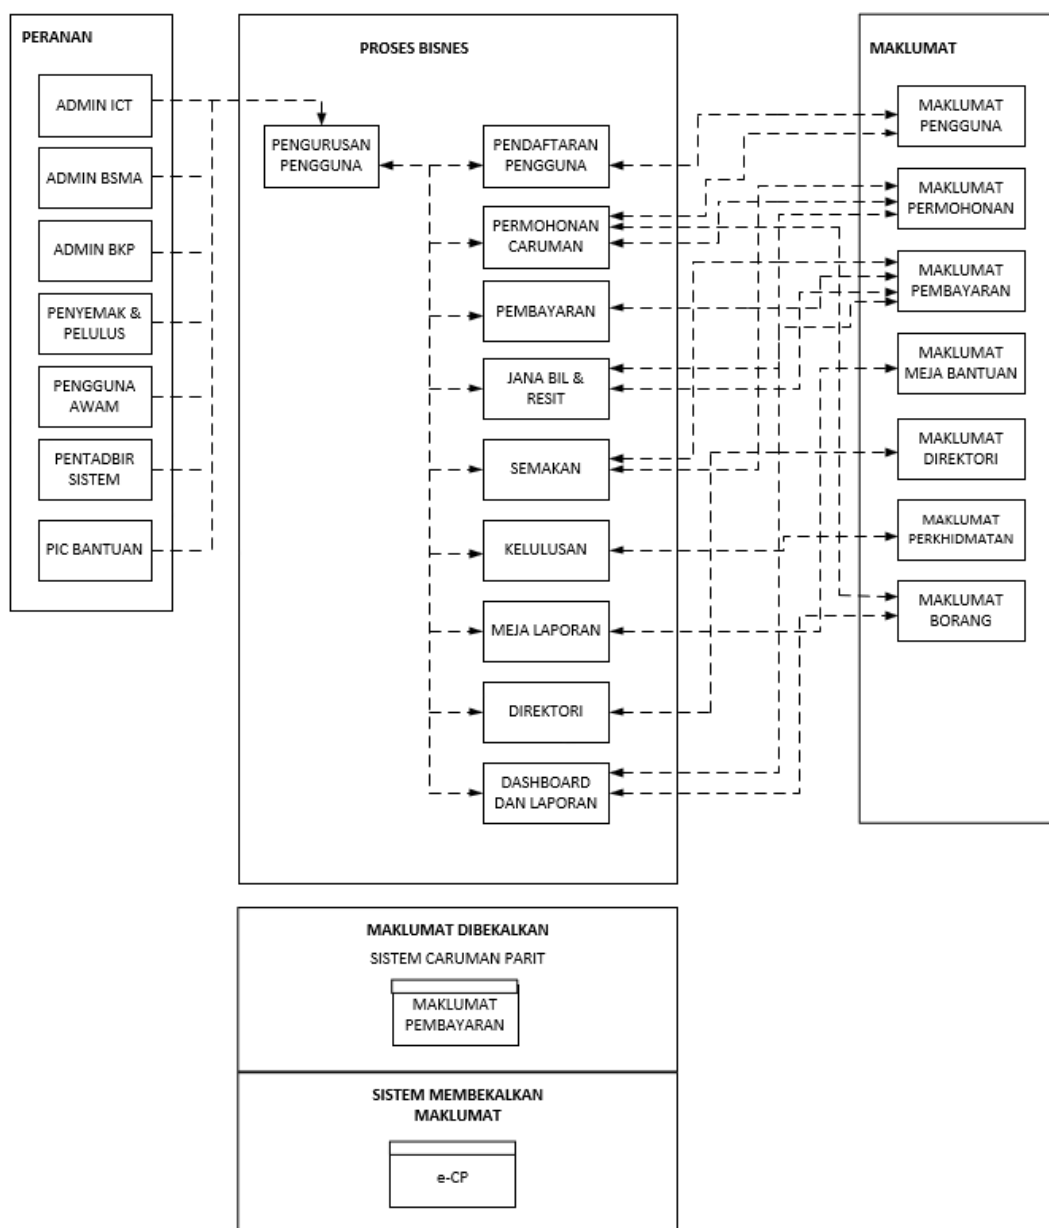 PERANAN
ADMIN ICT
ADMIN BSMA
ADMIN BKP
PENYEMAK &
PELULUS
PENGGUNA
AWAM
PENTADBIR
SISTEM
PIC BANTUAN
PROSES BISNES
PENGURUSAN
PENGGUNA
PENDAFTARAN
PENGGUNA
PERMOHONAN
CARUMAN
PEMBAYARAN
JANA BIL &
RESIT
SEMAKAN
KELULUSAN
MEJA LAPORAN
DIREKTORI
DASHBOARD
DAN LAPORAN
MAKLUMAT
MAKLUMAT
PENGGUNA
MAKLUMAT
PERMOHONAN
MAKLUMAT
PEMBAYARAN
MAKLUMAT
MEJA BANTUAN
MAKLUMAT
DIREKTORI
MAKLUMAT
PERKHIDMATAN
MAKLUMAT
BORANG
MAKLUMAT DIBEKALKAN
SISTEM CARUMAN PARIT
MAKLUMAT
PEMBAYARAN
SISTEM MEMBEKALKAN
MAKLUMAT
e-CP